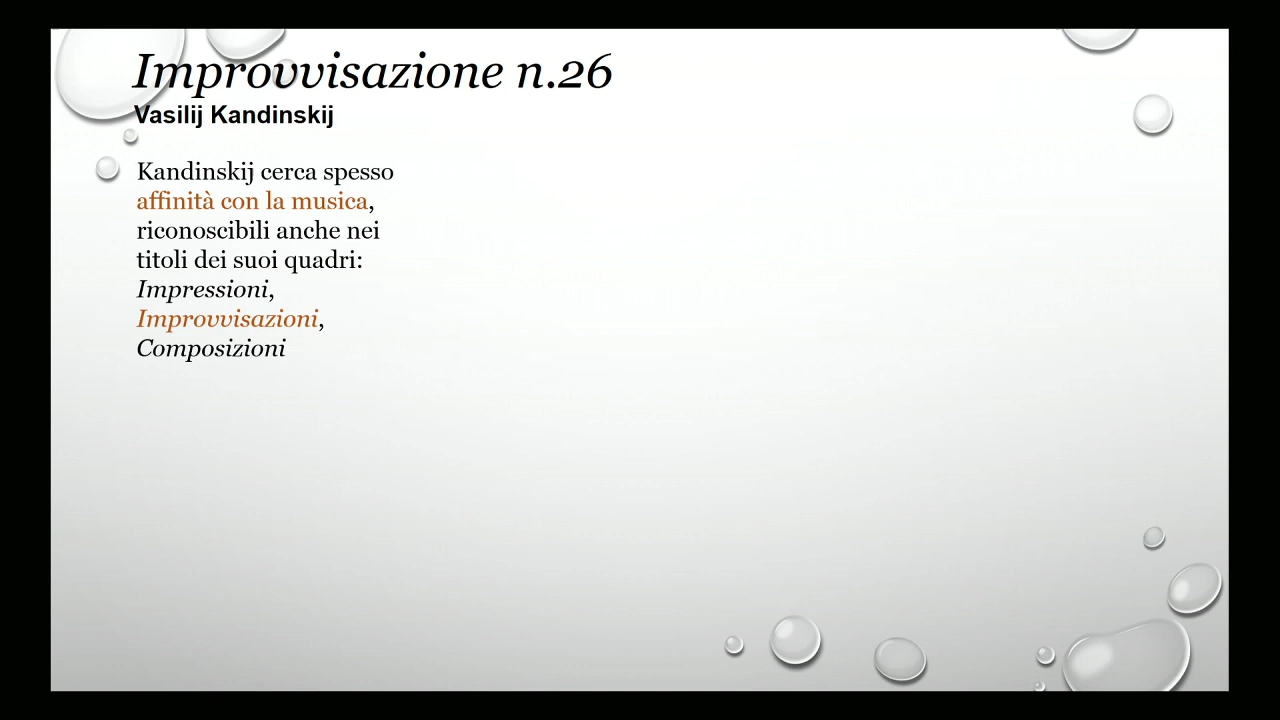 Improvvisazione n.26
Vasilij Kandinskij
Kandinskij cerca spesso
affinità con la musica,
riconoscibili anche nei
titoli dei suoi quadri:
Impressioni,
Improvvisazioni,
Composizioni